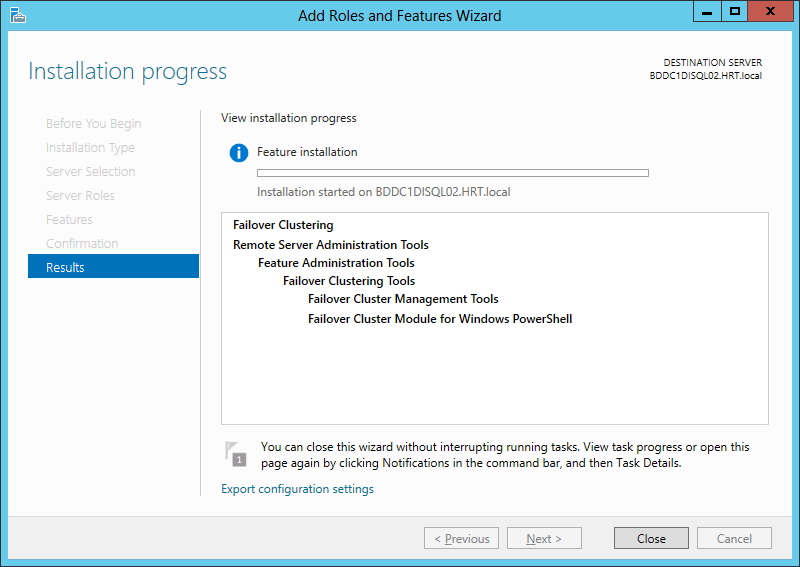 Add Roles and Features Wizard
Installation progress
DESTINATION SERVER
BDDC1DISQL02.HRT.local
Before You Begin
Installation Type
Server Selection
Server Roles
Features
Confirmation
Results
View installation progress
Feature installation
Installation started on BDDC1DISQL02.HRT.local
Failover Clustering
Remote Server Administration Tools
Feature Administration Tools
Failover Clustering Tools
Failover Cluster Management Tools
Failover Cluster Module for Windows PowerShell
1
You can close this wizard without interrupting running tasks. View task progress or open this
page again by clicking Notifications in the command bar, and then Task Details.
Export configuration settings
< Previous
Next >
Close
Cancel